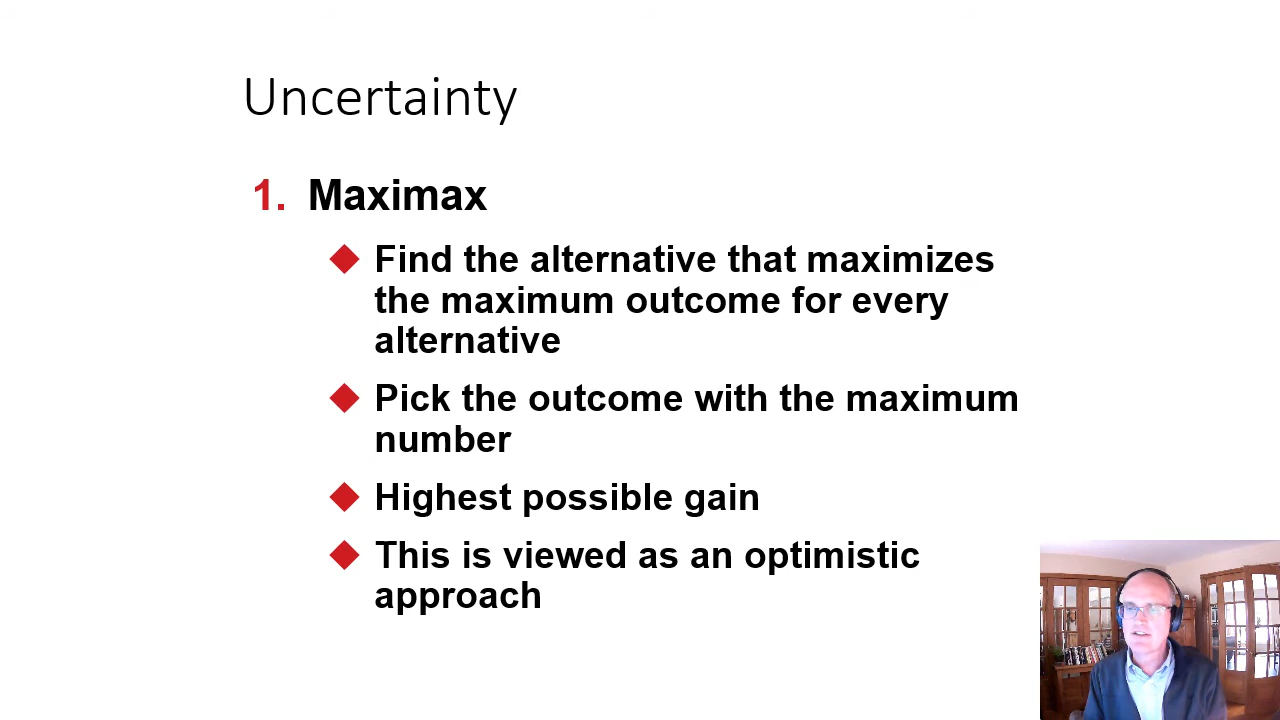 Uncertainty
1. Maximax
Find the alternative that maximizes
the maximum outcome for every
alternative
Pick the outcome with the maximum
number
Highest possible gain
This is viewed as an optimistic
approach